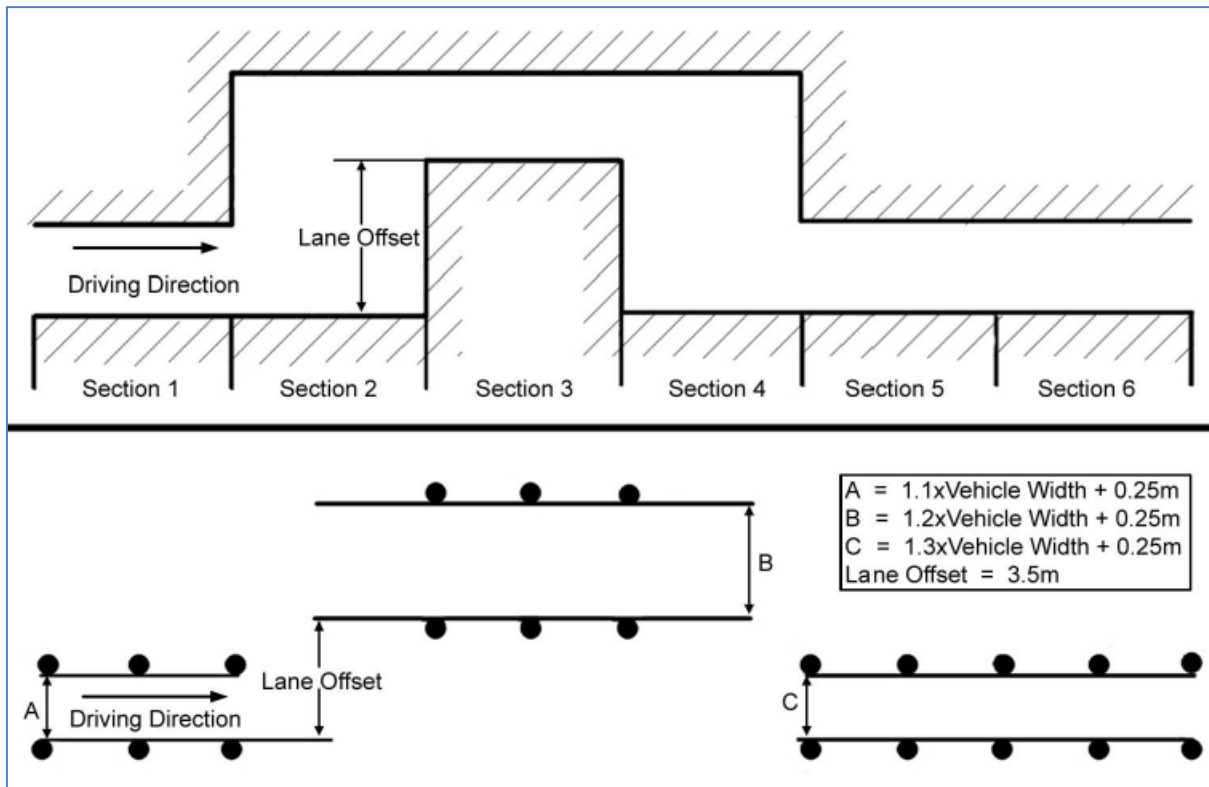 Lane Offset
Driving Direction
Section 1
Section 2
Section 3
Section 4
Section 5
Section 6
A = 1.1xVehicle Width + 0.25m
B = 1.2xVehicle Width + 0.25m
C = 1.3xVehicle Width + 0.25m
Lane Offset = 3.5m
B
Lane Offset
A
Driving Direction
C